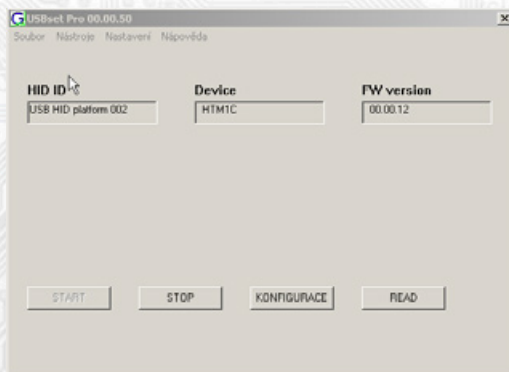 USBset Pro 00.00.50
Soubor Nástroje Nastavení Nápověda
HID ID Device FW version
USB HID platform 002 HTM1C 00.00.12
START STOP KONFIGURACE READ